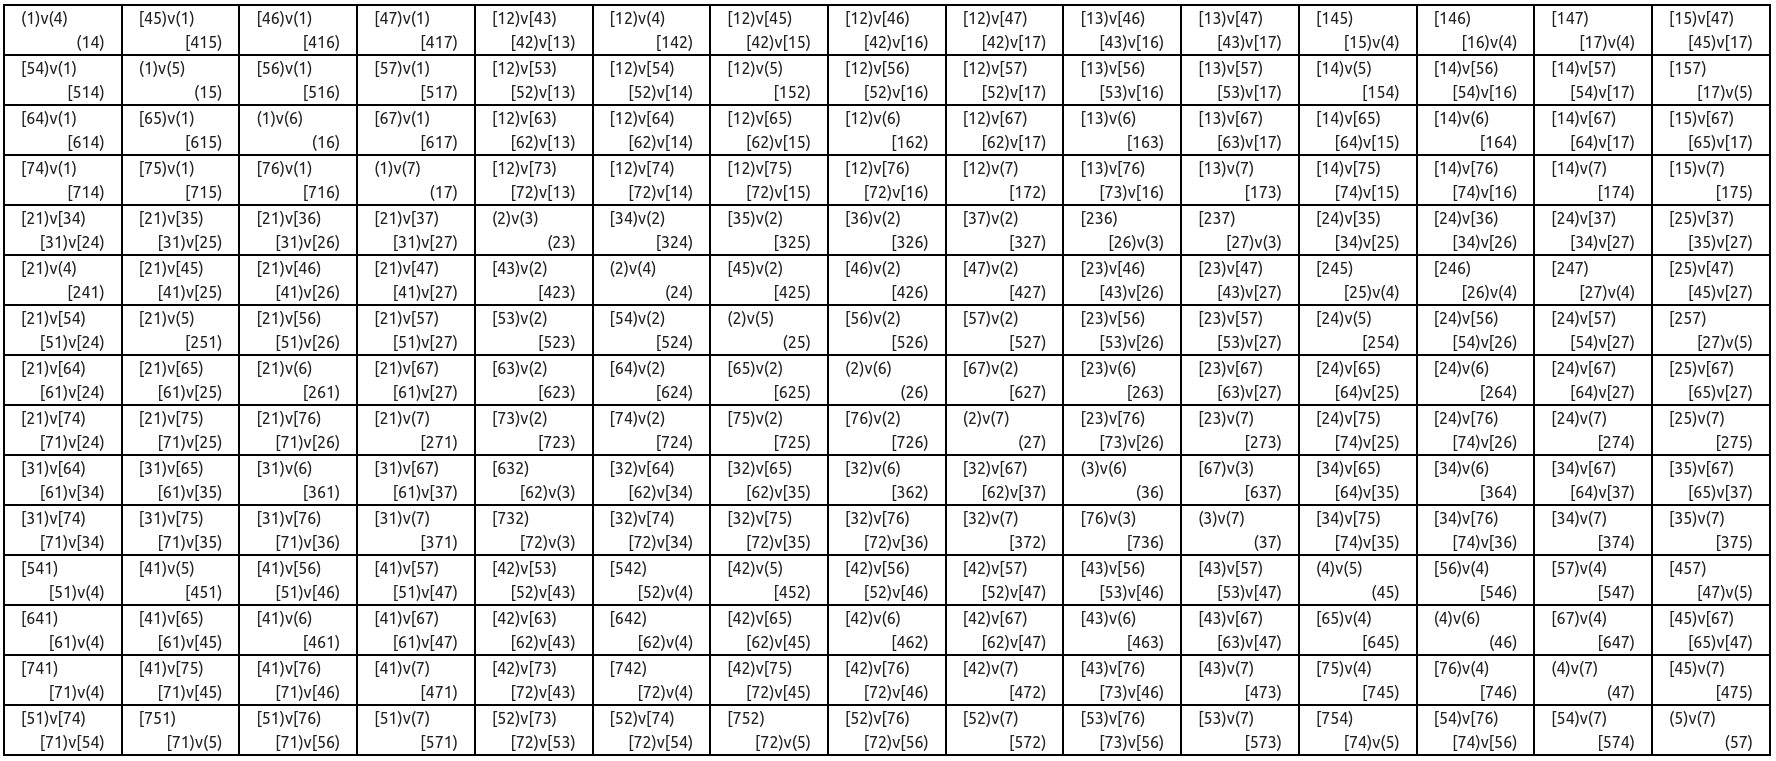 (1)v(4) [45)v(1) [46)v(1) [47)v(1) [12)v[43) [12)v(4) [12)v[45) [12)v[46) [12)v[47) [13)v[46) [13)v[47) [145) [146) [147) [15)v[47)
(14) [415) [416) [417) [42)v[13) [142) [42)v[15) [42)v[16) [42)v[17) [43)v[16) [43)v[17) [15)v(4) [16)v(4) [17)v(4) [45)v[17)
[54)v(1) (1)v(5) [56)v(1) [57)v(1) [12)v[53) [12)v[54) [12)v(5) [12)v[56) [12)v[57) [13)v[56) [13)v[57) [14)v(5) [14)v[56) [14)v[57) [157)
[514) (15) [516) [517) [52)v[13) [52)v[14) [152) [52)v[16) [52)v[17) [53)v[16) [53)v[17) [154) [54)v[16) [54)v[17) [17)v(5)
[64)v(1) [65)v(1) (1)v(6) [67)v(1) [12)v[63) [12)v[64) [12)v[65) [12)v(6) [12)v[67) [13)v(6) [13)v[67) [14)v[65) [14)v(6) [14)v[67) [15)v[67)
[614) [615) (16) [617) [62)v[13) [62)v[14) [62)v[15) [162) [62)v[17) [163) [63)v[17) [64)v[15) [164) [64)v[17) [65)v[17)
[74)v(1) [75)v(1) [76)v(1) (1)v(7) [12)v[73) [12)v[74) [12)v[75) [12)v[76) [12)v(7) [13)v[76) [13)v(7) [14)v[75) [14)v[76) [14)v(7) [15)v(7)
[714) [715) [716) (17) [72)v[13) [72)v[14) [72)v[15) [72)v[16) [172) [73)v[16) [173) [74)v[15) [74)v[16) [174) [175)
[21)v[34) [21)v[35) [21)v[36) [21)v[37) (2)v(3) [34)v(2) [35)v(2) [36)v(2) [37)v(2) [236) [237) [24)v[35) [24)v[36) [24)v[37) [25)v[37)
[31)v[24) [31)v[25) [31)v[26) [31)v[27) (23) [324) [325) [326) [327) [26)v(3) [27)v(3) [34)v[25) [34)v[26) [34)v[27) [35)v[27)
[21)v(4) [21)v[45) [21)v[46) [21)v[47) [43)v(2) (2)v(4) [45)v(2) [46)v(2) [47)v(2) [23)v[46) [23)v[47) [245) [246) [247) [25)v[47)
[241) [41)v[25) [41)v[26) [41)v[27) [423) (24) [425) [426) [427) [43)v[26) [43)v[27) [25)v(4) [26)v(4) [27)v(4) [45)v[27)
[21)v[54) [21)v(5) [21)v[56) [21)v[57) [53)v(2) [54)v(2) (2)v(5) [56)v(2) [57)v(2) [23)v[56) [23)v[57) [24)v(5) [24)v[56) [24)v[57) [257)
[51)v[24) [251) [51)v[26) [51)v[27) [523) [524) (25) [526) [527) [53)v[26) [53)v[27) [254) [54)v[26) [54)v[27) [27)v(5)
[21)v[64) [21)v[65) [21)v(6) [21)v[67) [63)v(2) [64)v(2) [65)v(2) (2)v(6) [67)v(2) [23)v(6) [23)v[67) [24)v[65) [24)v(6) [24)v[67) [25)v[67)
[61)v[24) [61)v[25) [261) [61)v[27) [623) [624) [625) (26) [627) [263) [63)v[27) [64)v[25) [264) [64)v[27) [65)v[27)
[21)v[74) [21)v[75) [21)v[76) [21)v(7) [73)v(2) [74)v(2) [75)v(2) [76)v(2) (2)v(7) [23)v[76) [23)v(7) [24)v[75) [24)v[76) [24)v(7) [25)v(7)
[71)v[24) [71)v[25) [71)v[26) [271) [723) [724) [725) [726) (27) [73)v[26) [273) [74)v[25) [74)v[26) [274) [275)
[31)v[64) [31)v[65) [31)v(6) [31)v[67) [632) [32)v[64) [32)v[65) [32)v(6) [32)v[67) (3)v(6) [67)v(3) [34)v[65) [34)v(6) [34)v[67) [35)v[67)
[61)v[34) [61)v[35) [361) [61)v[37) [62)v(3) [62)v[34) [62)v[35) [362) [62)v[37) (36) [637) [64)v[35) [364) [64)v[37) [65)v[37)
[31)v[74) [31)v[75) [31)v[76) [31)v(7) [732) [32)v[74) [32)v[75) [32)v[76) [32)v(7) [76)v(3) (3)v(7) [34)v[75) [34)v[76) [34)v(7) [35)v(7)
[71)v[34) [71)v[35) [71)v[36) [371) [72)v(3) [72)v[34) [72)v[35) [72)v[36) [372) [736) (37) [74)v[35) [74)v[36) [374) [375)
[541) [41)v(5) [41)v[56) [41)v[57) [42)v[53) [542) [42)v(5) [42)v[56) [42)v[57) [43)v[56) [43)v[57) (4)v(5) [56)v(4) [57)v(4) [457)
[51)v(4) [451) [51)v[46) [51)v[47) [52)v[43) [52)v(4) [452) [52)v[46) [52)v[47) [53)v[46) [53)v[47) (45) [546) [547) [47)v(5)
[641) [41)v[65) [41)v(6) [41)v[67) [42)v[63) [642) [42)v[65) [42)v(6) [42)v[67) [43)v(6) [43)v[67) [65)v(4) (4)v(6) [67)v(4) [45)v[67)
[61)v(4) [61)v[45) [461) [61)v[47) [62)v[43) [62)v(4) [62)v[45) [462) [62)v[47) [463) [63)v[47) [645) (46) [647) [65)v[47)
[741) [41)v[75) [41)v[76) [41)v(7) [42)v[73) [742) [42)v[75) [42)v[76) [42)v(7) [43)v[76) [43)v(7) [75)v(4) [76)v(4) (4)v(7) [45)v(7)
[71)v(4) [71)v[45) [71)v[46) [471) [72)v[43) [72)v(4) [72)v[45) [72)v[46) [472) [73)v[46) [473) [745) [746) (47) [475)
[51)v[74) [751) [51)v[76) [51)v(7) [52)v[73) [52)v[74) [752) [52)v[76) [52)v(7) [53)v[76) [53)v(7) [754) [54)v[76) [54)v(7) (5)v(7)
[71)v[54) [71)v(5) [71)v[56) [571) [72)v[53) [72)v[54) [72)v(5) [72)v[56) [572) [73)v[56) [573) [74)v(5) [74)v[56) [574) (57)